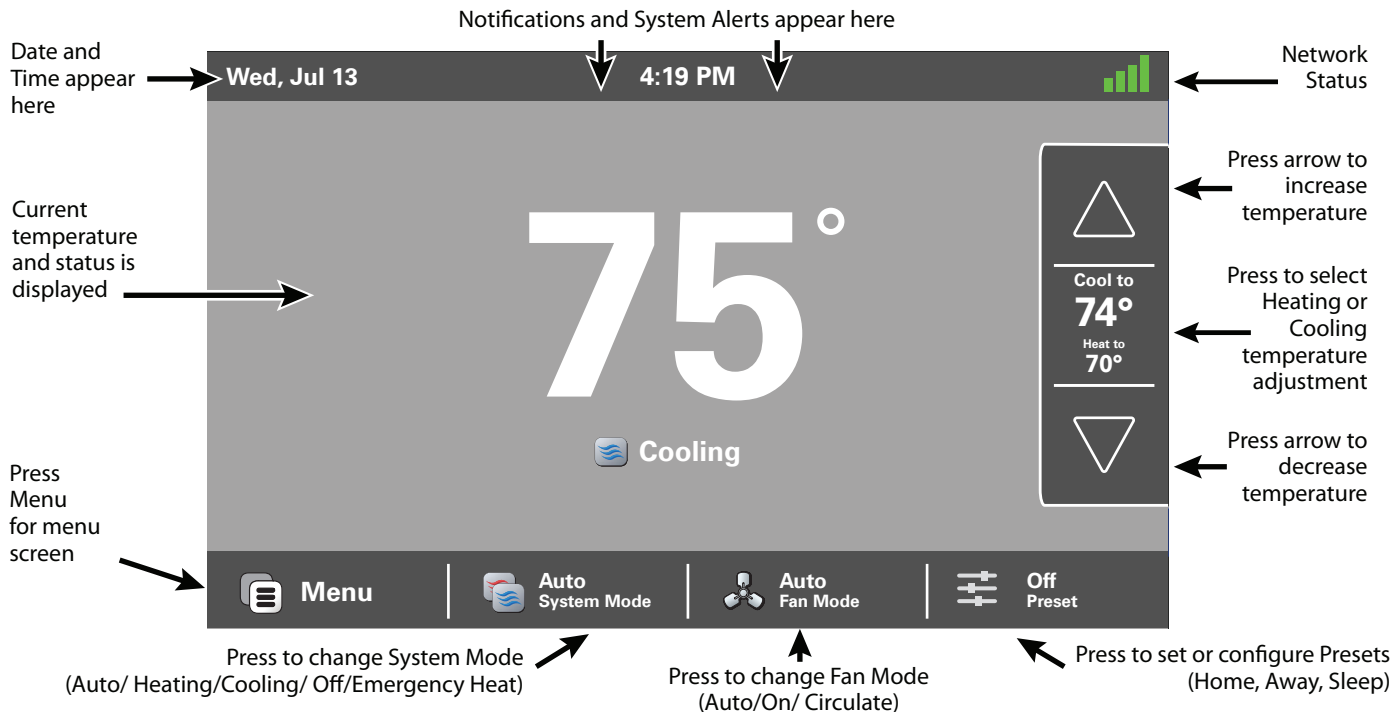 Notifications and System Alerts appear here
Date and
Time appear
here
Wed, Jul 13
4:19 PM
Network
Status
Press arrow to
increase
temperature
Current
temperature
and status is
displayed
75°
Cool to
74°
Heat to
70°
Press to select
Heating or
Cooling
temperature
adjustment
Cooling
Press arrow to
decrease
temperature
Press
Menu
for menu
screen
Menu
Auto
System Mode
Auto
Fan Mode
Off
Preset
Press to change System Mode
(Auto/ Heating/Cooling/ Off/Emergency Heat)
Press to change Fan Mode
(Auto/On/ Circulate)
Press to set or configure Presets
(Home, Away, Sleep)